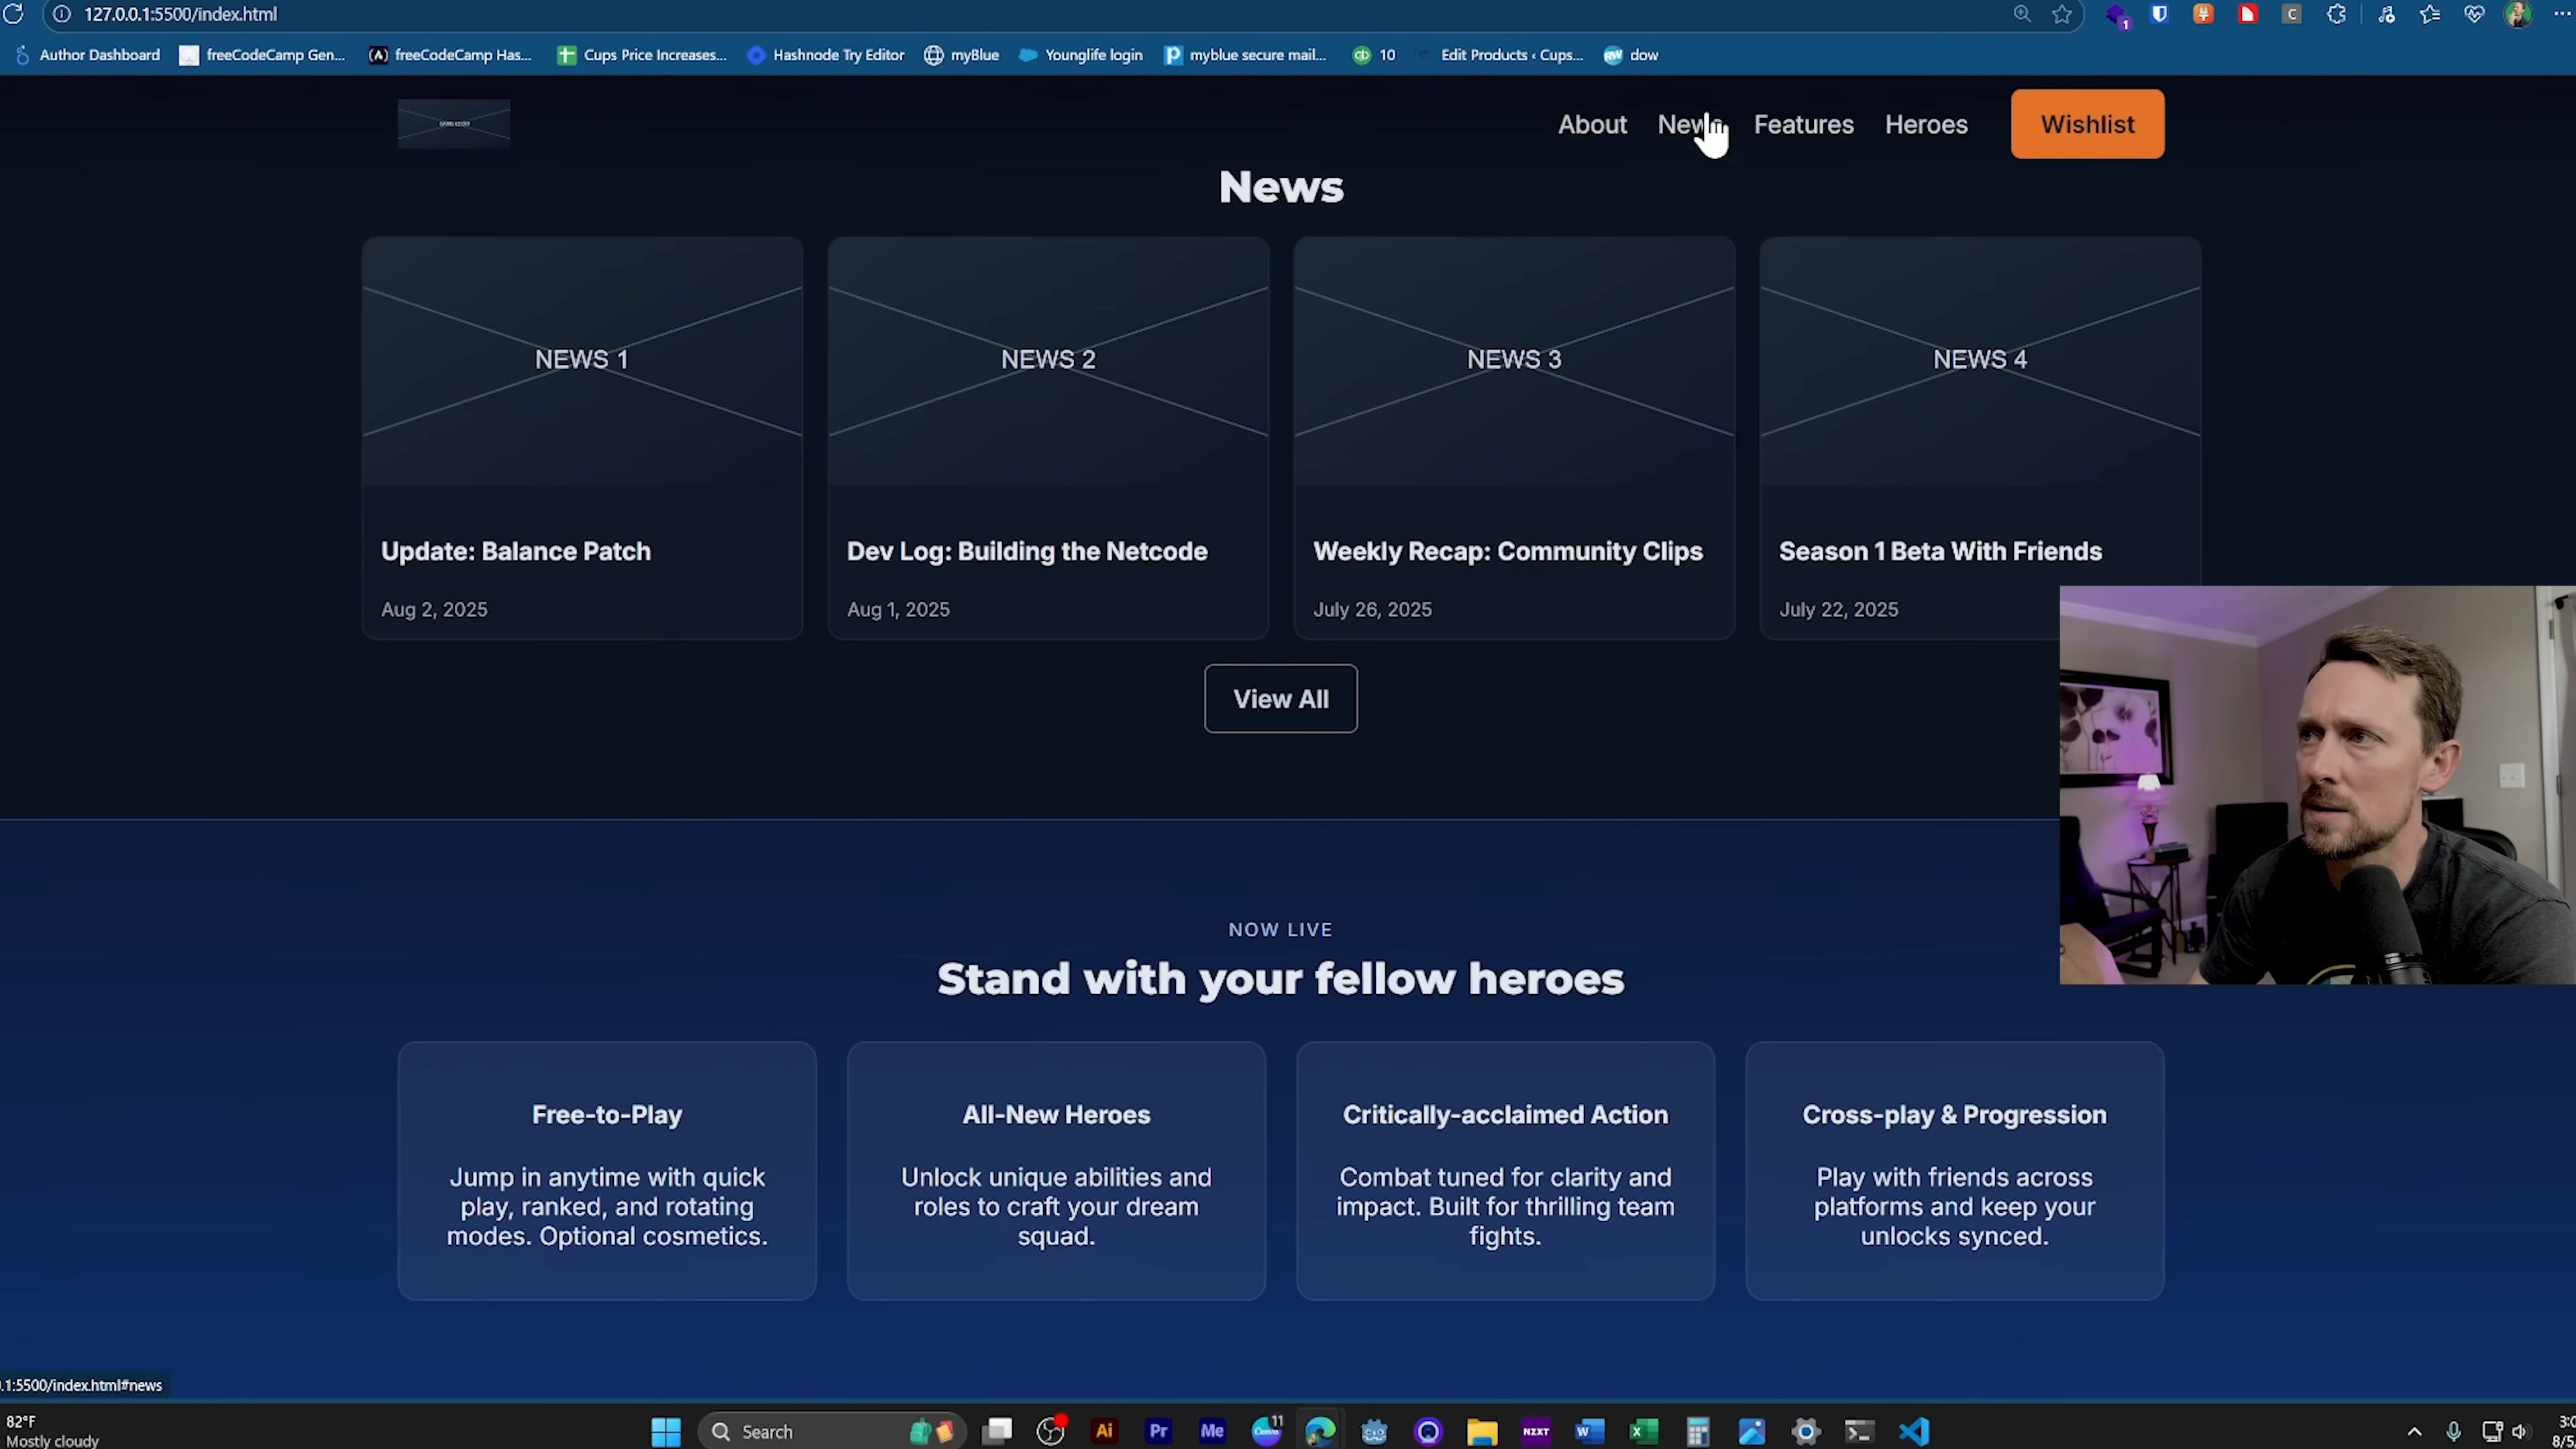 127.0.0.1:5500/index.html
Author Dashboard freeCodeCamp Gen... freeCodeCamp Has... Cups Price Increases... Hashnode Try Editor myBlue Younglife login myblue secure mail... 10 Edit Products ‹ Cups... dow
About News Features Heroes Wishlist
News
NEWS 1 NEWS 2 NEWS 3 NEWS 4
Update: Balance Patch Dev Log: Building the Netcode Weekly Recap: Community Clips Season 1 Beta With Friends
Aug 2, 2025 Aug 1, 2025 July 26, 2025 July 22, 2025
View All
NOW LIVE
Stand with your fellow heroes
Free-to-Play
Jump in anytime with quick
play, ranked, and rotating
modes. Optional cosmetics.
All-New Heroes
Unlock unique abilities and
roles to craft your dream
squad.
Critically-acclaimed Action
Combat tuned for clarity and
impact. Built for thrilling team
fights.
Cross-play & Progression
Play with friends across
platforms and keep your
unlocks synced.
.1:5500/index.html#news
82°F
Mostly cloudy
Search Ai Pr Me Canva 11 NZXT